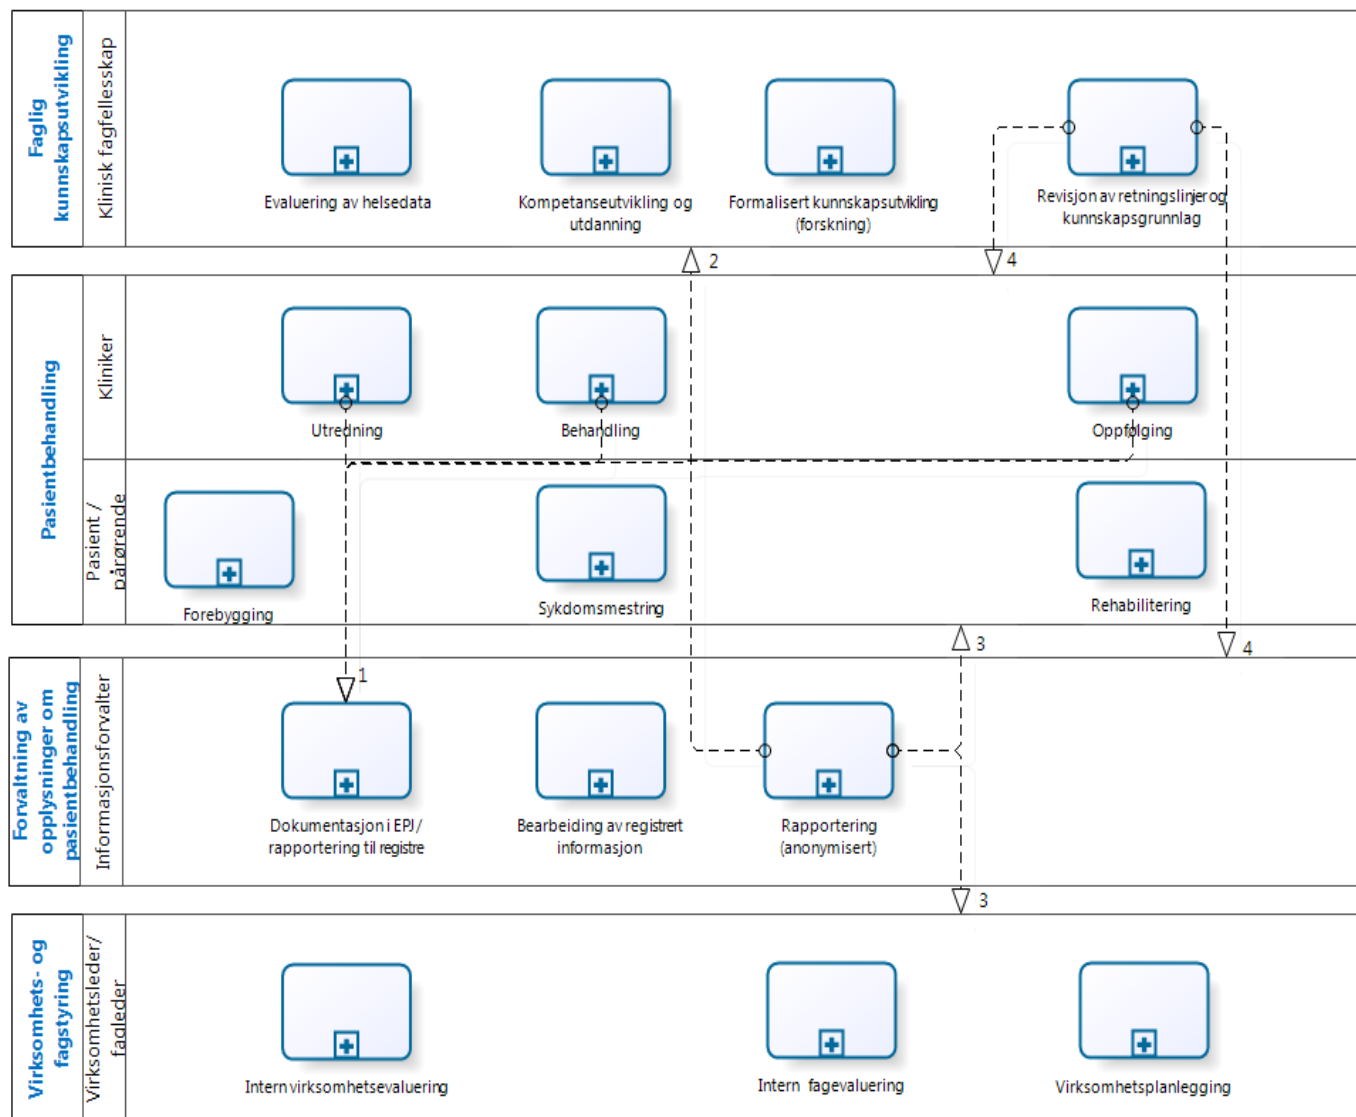 Faglig
kunnskapsutvikling
Klinisk fagfellesskap
Evaluering av helsedata
Kompetanseutvikling og
utdanning
Formalisert kunnskapsutvikling
(forskning)
Revisjon av retningslinjer og
kunnskapsgrunnlag
2
4
Pasientbehandling
Kliniker
Utredning
Behandling
Oppfølging
Pasient /
pårørende
Forebygging
Sykdomsmestring
Rehabilitering
3
4
Forvaltning av
opplysninger om
pasientbehandling
Informasjonsforvalter
1
Dokumentasjon i EPJ/
rapportering til registre
Bearbeiding av registrert
informasjon
Rapportering
(anonymisert)
3
Virksomhets- og
fagstyring
Virksomhetsleder/
fagleder
Intern virksomhetsevaluering
Intern fagevaluering
Virksomhetsplanlegging